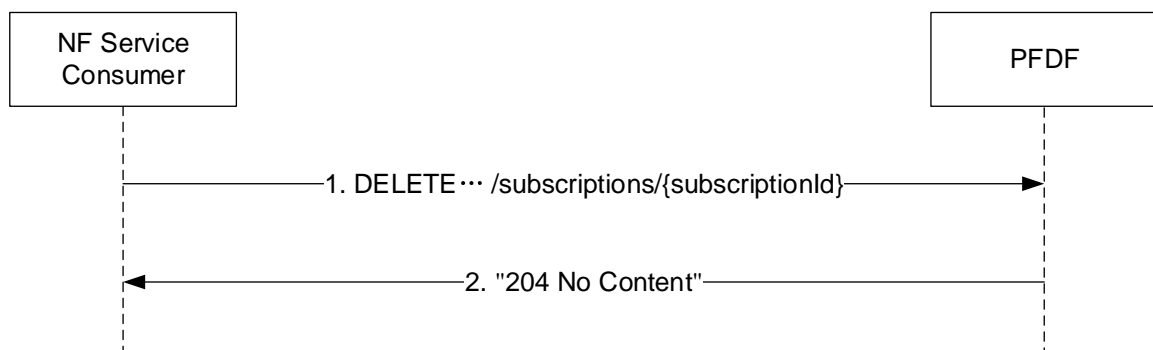 NF Service
Consumer
PFDF
1. DELETE··· /subscriptions/{subscriptionId}
2. "204 No Content"